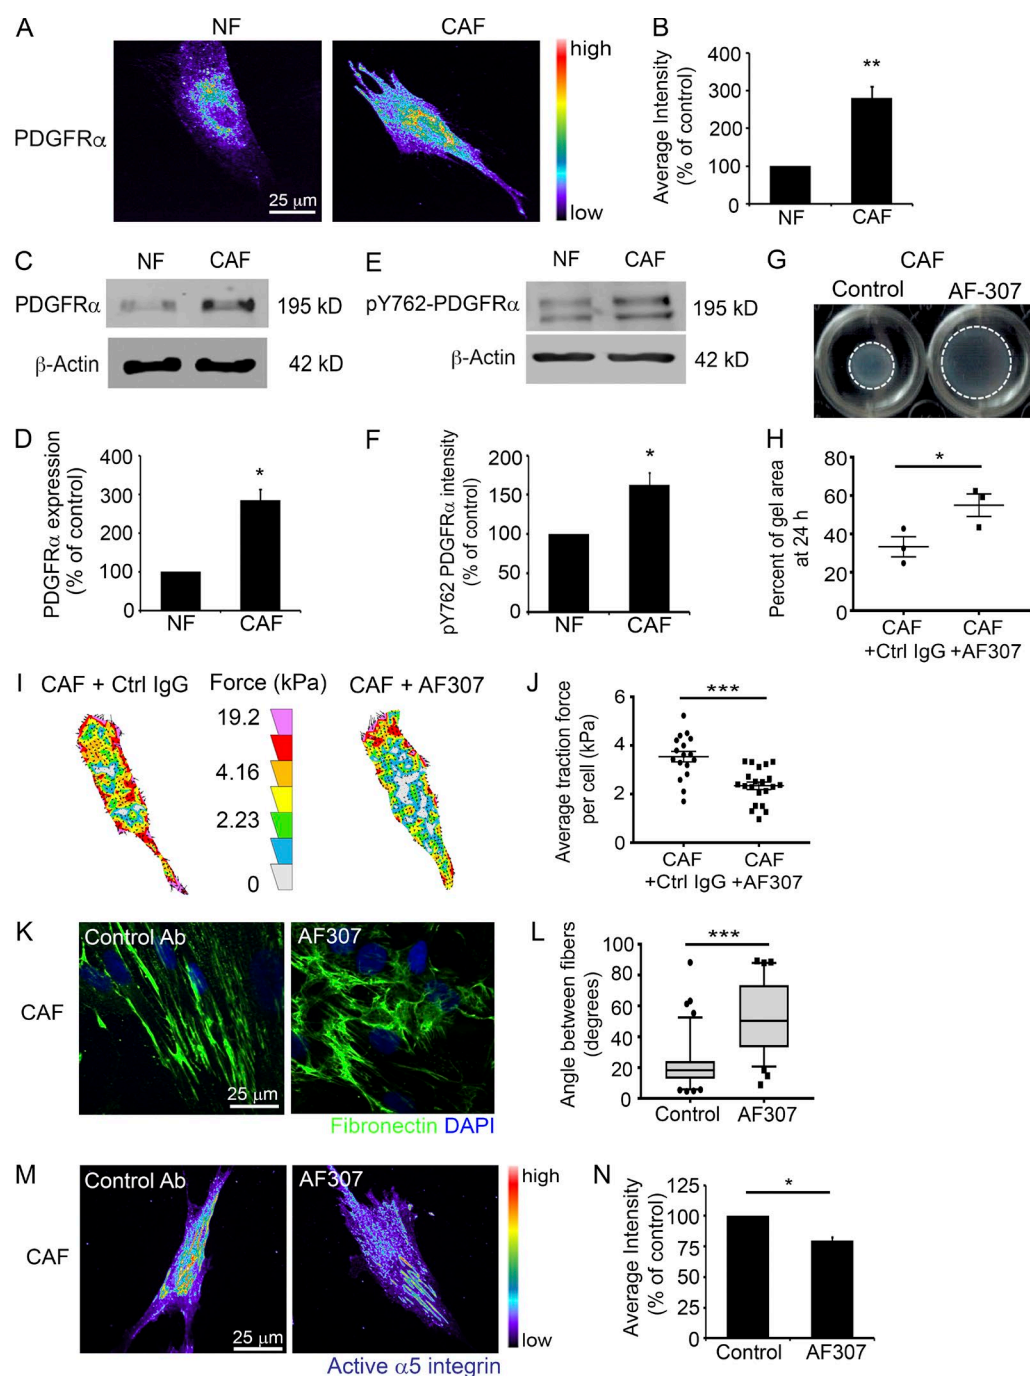 A
NF
CAF
PDGFRα
25 μm
high
low
B
Average Intensity
(% of control)
400
300
200
100
0
**
NF
CAF
C
NF
CAF
PDGFRα
195 kD
β-Actin
42 kD
E
NF
CAF
pY762-PDGFRα
195 kD
β-Actin
42 kD
G
CAF
Control
AF-307
D
PDGFRα expression
(% of control)
400
300
200
100
0
*
NF
CAF
F
pY762 PDGFRα intensity
(% of control)
200
150
100
50
0
*
NF
CAF
H
Percent of gel area
at 24 h
80
60
40
20
0
*
CAF
+Ctrl IgG
CAF
+AF307
I
CAF + Ctrl IgG
Force (kPa)
19.2
4.16
2.23
0
CAF + AF307
J
Average traction force
per cell (kPa)
6
4
2
0
***
CAF
+Ctrl IgG
CAF
+AF307
K
CAF
Control Ab
25 μm
AF307
Fibronectin DAPI
L
Angle between fibers
(degrees)
100
80
60
40
20
0
***
Control
AF307
M
CAF
Control Ab
25 μm
AF307
high
low
Active α5 integrin
N
Average Intensity
(% of control)
125
100
75
50
25
0
*
Control
AF307